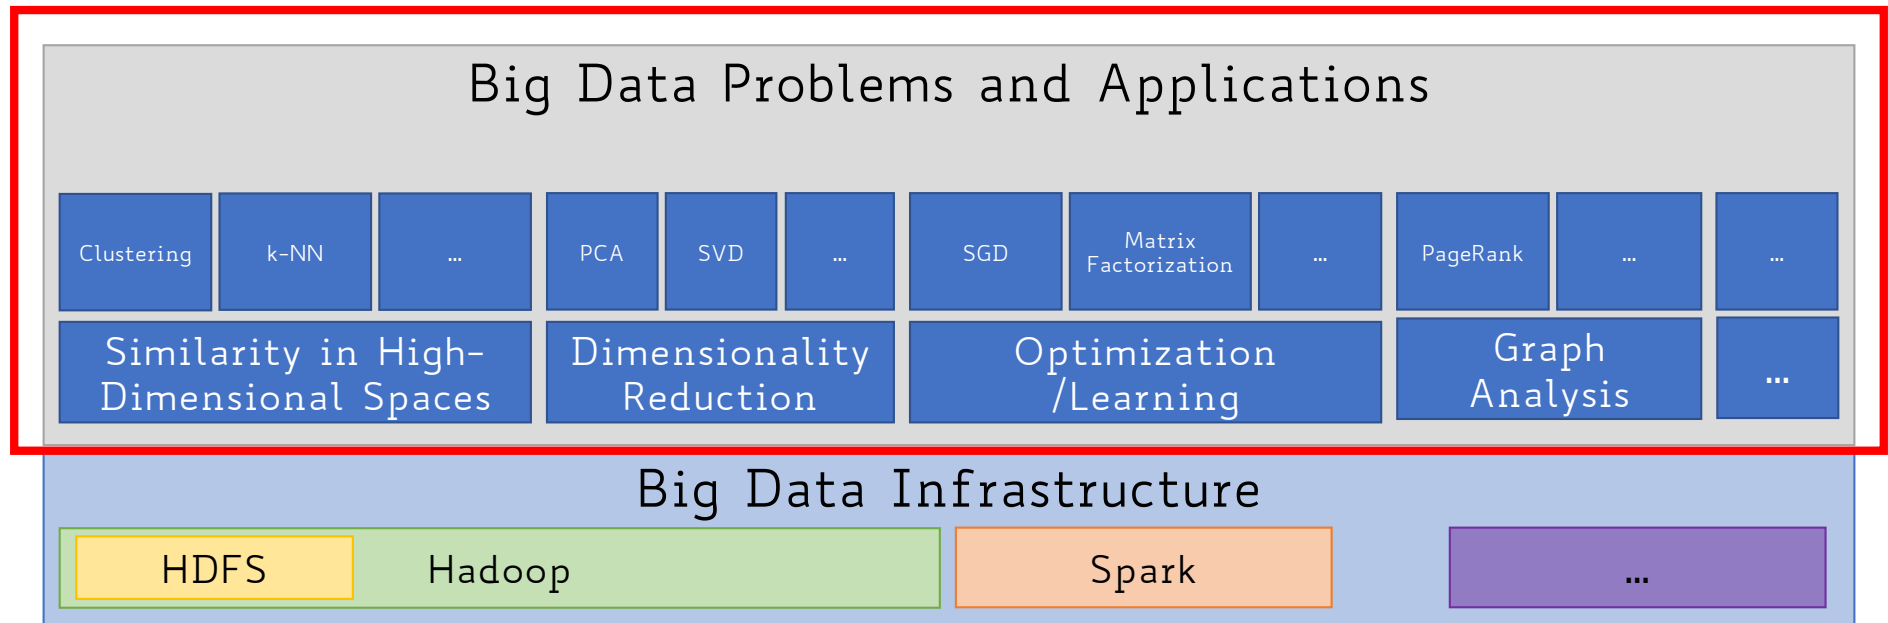 Big Data Problems and Applications
Clustering
k-NN
...
PCA
SVD
...
SGD
Matrix
Factorization
...
PageRank
...
...
Similarity in High-
Dimensional Spaces
Dimensionality
Reduction
Optimization
/Learning
Graph
Analysis
...
Big Data Infrastructure
HDFS
Hadoop
Spark
...